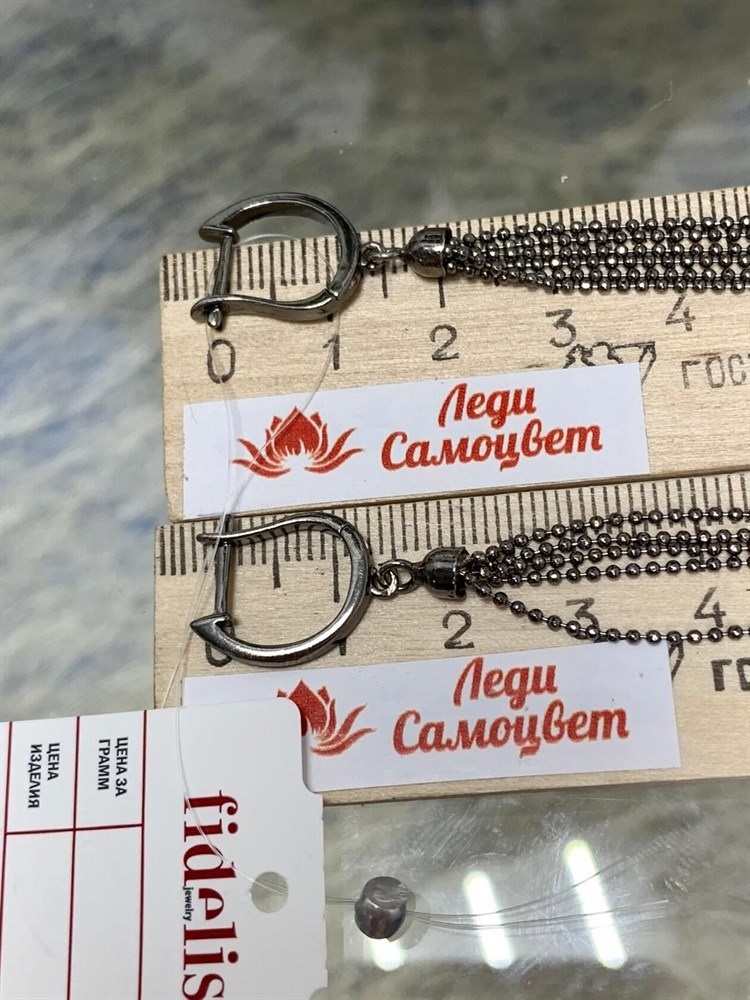 0 1 2 3 4
ГОС
Леди
Самоцвет
2 3 4
ГО
Леди
Самоцвет
ЦЕНА ЗА
ГРАММ
ЦЕНА
ИЗДЕЛИЯ
fidelis
jewelry